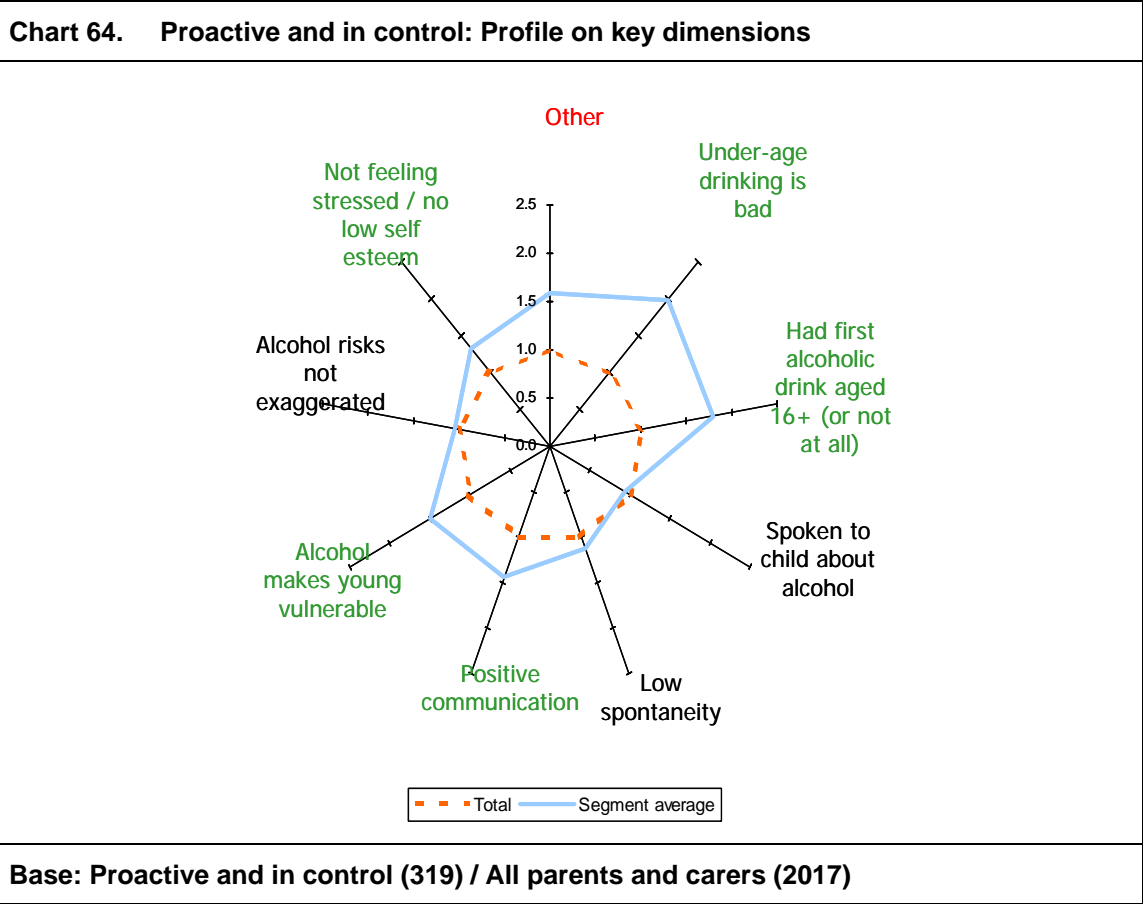 Chart 64. Proactive and in control: Profile on key dimensions
Other
Under-age
drinking is
bad
Not feeling
stressed / no
low self
esteem
2.5
2.0
1.5
1.0
0.5
0.0
Had first
alcoholic
drink aged
16+ (or not
at all)
Alcohol risks
not
exaggerated
Spoken to
child about
alcohol
Alcohol
makes young
vulnerable
Positive
communication
Low
spontaneity
Total Segment average
Base: Proactive and in control (319) / All parents and carers (2017)